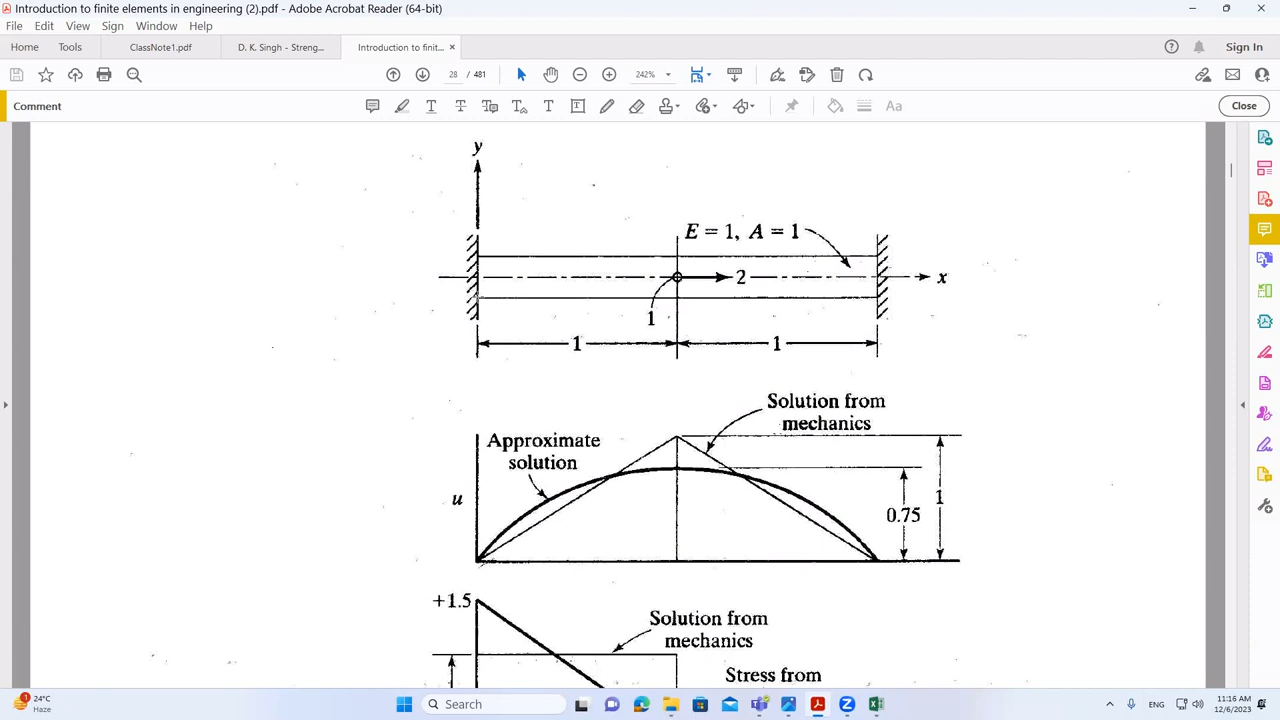 Introduction to finite elements in engineering (2).pdf - Adobe Acrobat Reader (64-bit)
File Edit View Sign Window Help
Home Tools ClassNote1.pdf D. K. Singh - Streng... Introduction to finit... × Sign In
28 / 481 242%
Comment Aa Close
y
E = 1, A = 1
2 x
1
1 1
Solution from
mechanics
Approximate
solution
u
1
0.75
+1.5
Solution from
mechanics
Stress from
24°C
Haze
Search
ENG
11:16 AM
12/6/2023